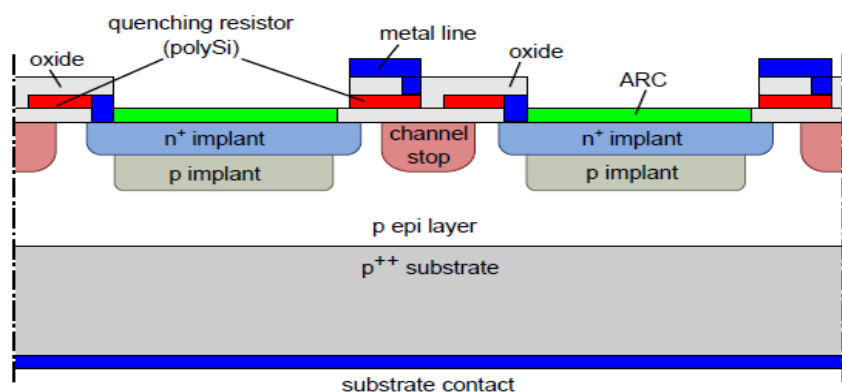 quenching resistor
(polySi)
metal line
oxide
oxide
ARC
n+ implant
channel
stop
n+ implant
p implant
p implant
p epi layer
p++ substrate
substrate contact